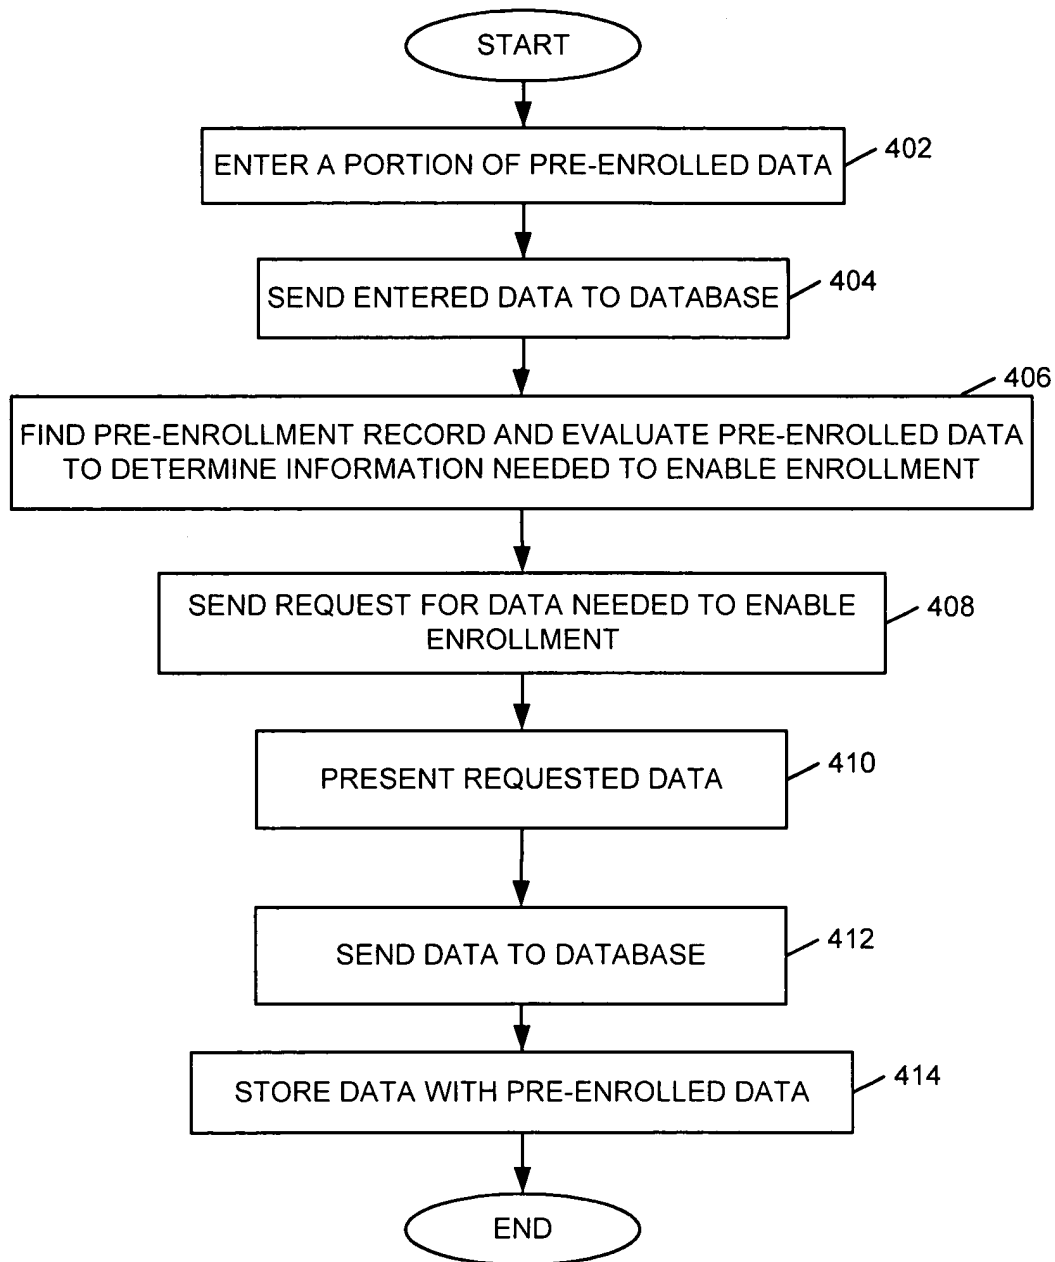 START
ENTER A PORTION OF PRE-ENROLLED DATA
402
SEND ENTERED DATA TO DATABASE
404
406
FIND PRE-ENROLLMENT RECORD AND EVALUATE PRE-ENROLLED DATA
TO DETERMINE INFORMATION NEEDED TO ENABLE ENROLLMENT
SEND REQUEST FOR DATA NEEDED TO ENABLE
ENROLLMENT
408
PRESENT REQUESTED DATA
410
SEND DATA TO DATABASE
412
STORE DATA WITH PRE-ENROLLED DATA
414
END